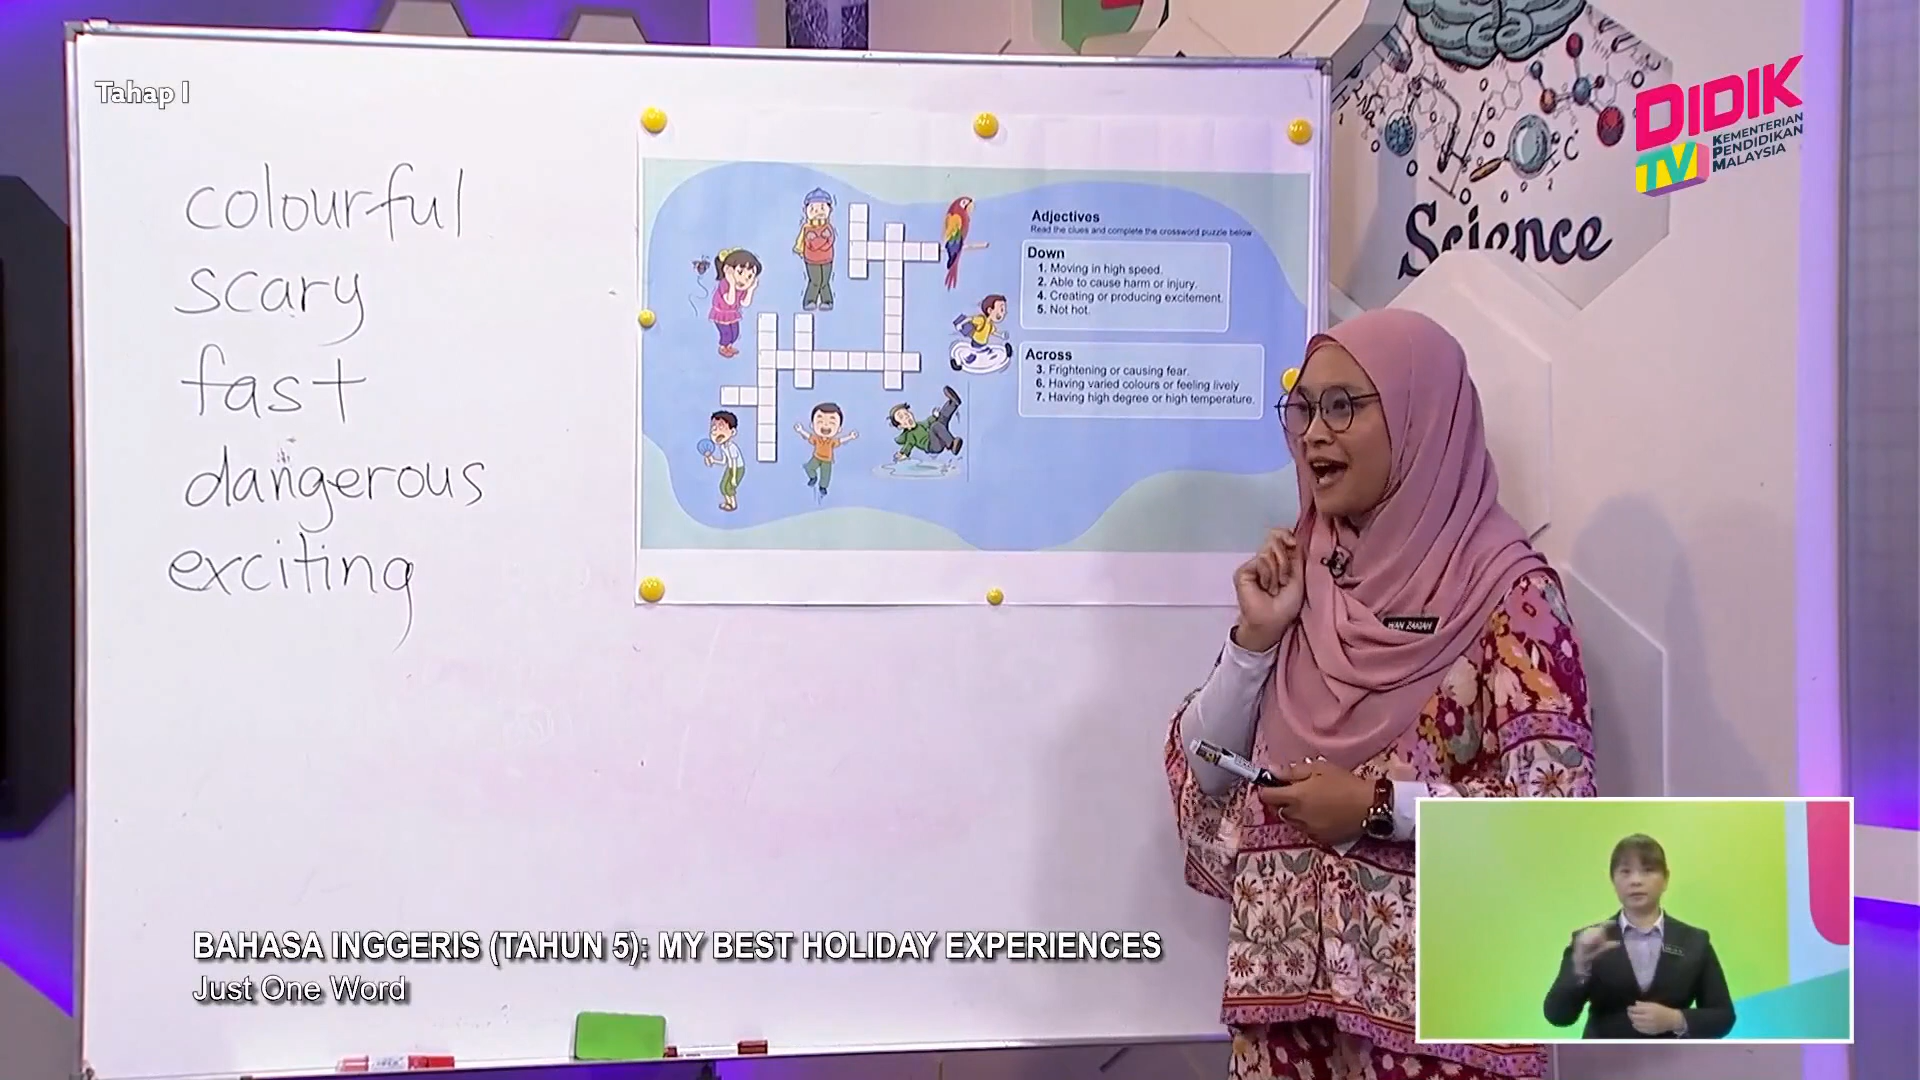 Tahap I
colourful
scary
fast
dangerous
exciting
Adjectives
Read the clues and complete the crossword puzzle below
Down
1. Moving in high speed.
2. Able to cause harm or injury.
4. Creating or producing excitement.
5. Not hot.
Across
3. Frightening or causing fear.
6. Having varied colours or feeling lively
7. Having high degree or high temperature.
DIDIK
TV
KEMENTERIAN
PENDIDIKAN
MALAYSIA
Science
WAN ZAKIAH
BAHASA INGGERIS (TAHUN 5): MY BEST HOLIDAY EXPERIENCES
Just One Word